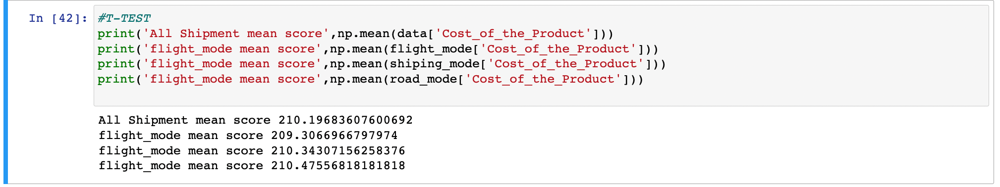 In [42]: #T-TEST
print('All Shipment mean score',np.mean(data['Cost_of_the_Product']))
print('flight_mode mean score',np.mean(flight_mode['Cost_of_the_Product']))
print('flight_mode mean score',np.mean(shiping_mode['Cost_of_the_Product']))
print('flight_mode mean score',np.mean(road_mode['Cost_of_the_Product']))
All Shipment mean score 210.19683607600692
flight_mode mean score 209.3066966797974
flight_mode mean score 210.34307156258376
flight_mode mean score 210.47556818181818